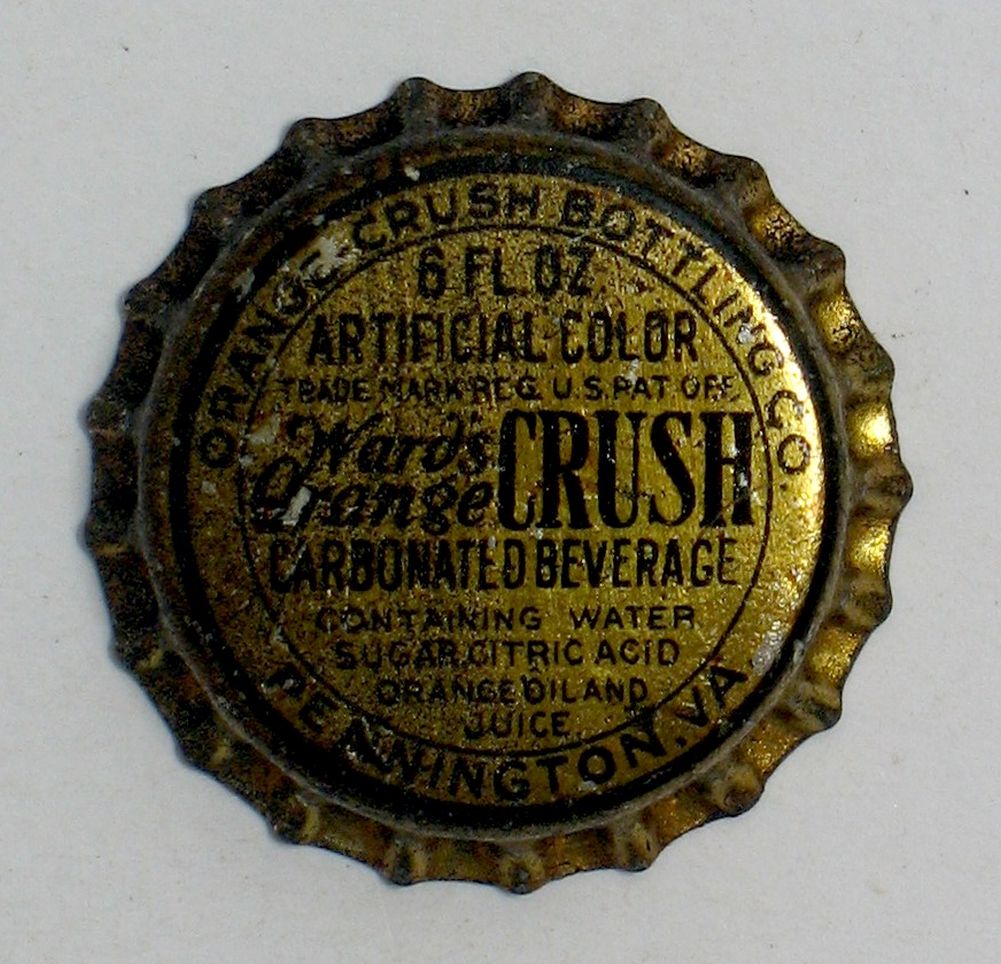 ORANGE CRUSH BOTTLING CO.
6 FL OZ
ARTIFICIAL COLOR
TRADE MARK REG. U.S. PAT. OFF.
Ward's
Orange CRUSH
CARBONATED BEVERAGE
CONTAINING WATER
SUGAR, CITRIC ACID
ORANGE OIL AND
JUICE.
PENNINGTON, VA.